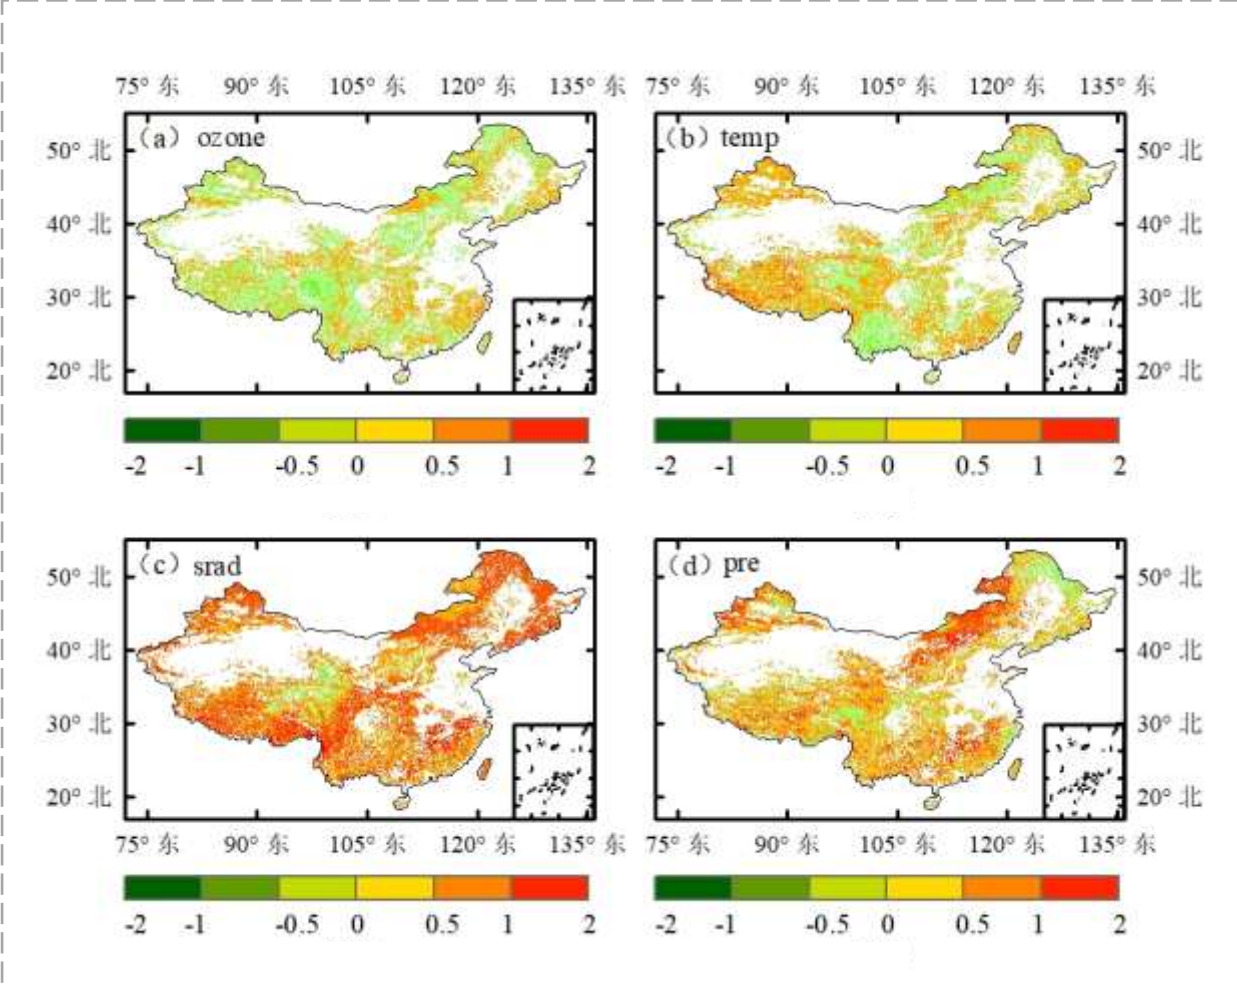 75° 东 90° 东 105° 东 120° 东 135° 东 75° 东 90° 东 105° 东 120° 东 135° 东
(a) ozone
(b) temp
50° 北 50° 北
40° 北 40° 北
30° 北 30° 北
20° 北 20° 北
-2 -1 -0.5 0 0.5 1 2 -2 -1 -0.5 0 0.5 1 2
(c) srad
(d) pre
50° 北 50° 北
40° 北 40° 北
30° 北 30° 北
20° 北 20° 北
75° 东 90° 东 105° 东 120° 东 135° 东 75° 东 90° 东 105° 东 120° 东 135° 东
-2 -1 -0.5 0 0.5 1 2 -2 -1 -0.5 0 0.5 1 2